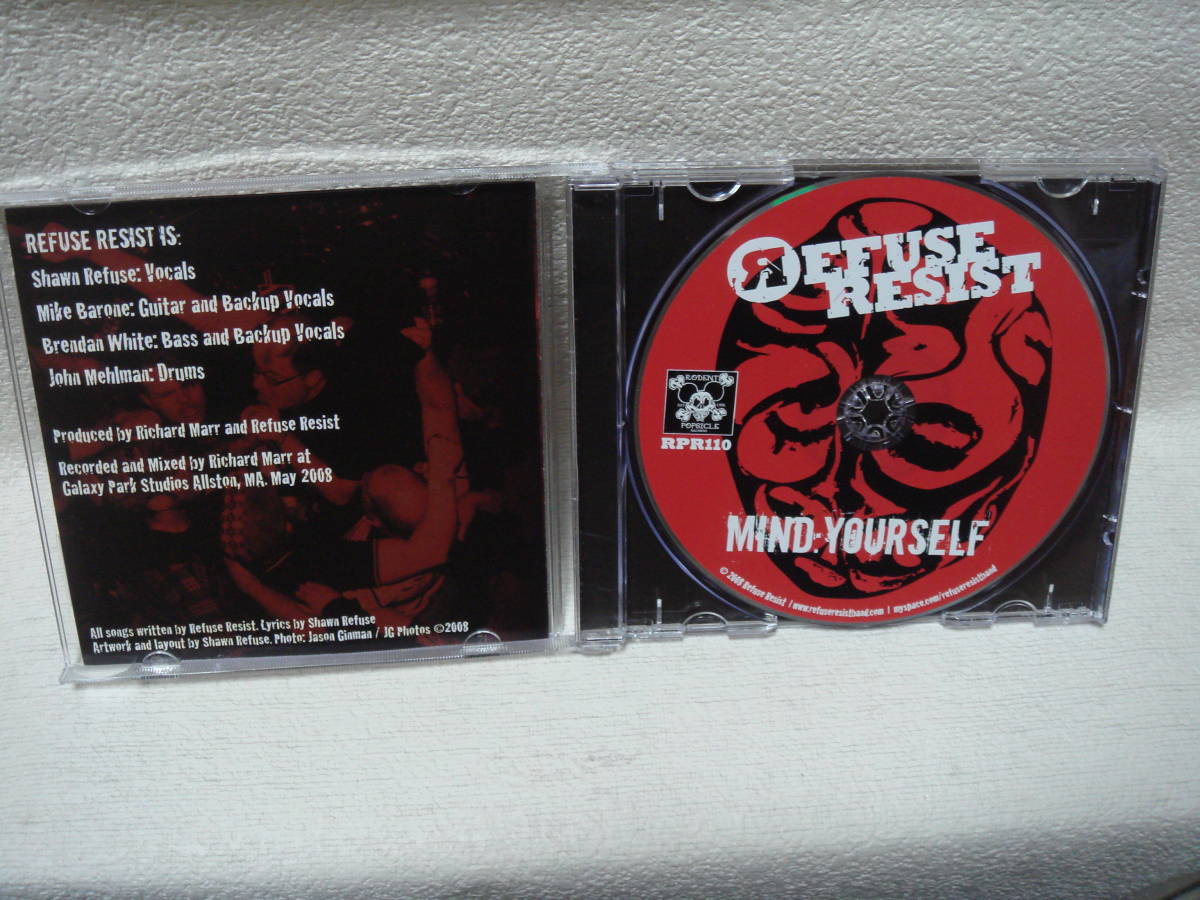 REFUSE RESIST IS:
Shawn Refuse: Vocals
Mike Barone: Guitar and Backup Vocals
Brendan White: Bass and Backup Vocals
John Mehlman: Drums
Produced by Richard Marr and Refuse Resist
Recorded and Mixed by Richard Marr at
Galaxy Park Studios Allston, MA. May 2008
All songs written by Refuse Resist. Lyrics by Shawn Refuse
Artwork and layout by Shawn Refuse. Photo: Jason Ginman / JG Photos ©2008
REFUSE
RESIST
RODENT
POPSICLE
RPR110
MIND YOURSELF
© 2008 Refuse Resist | www.refuseresistband.com | myspace.com/refuseresistband